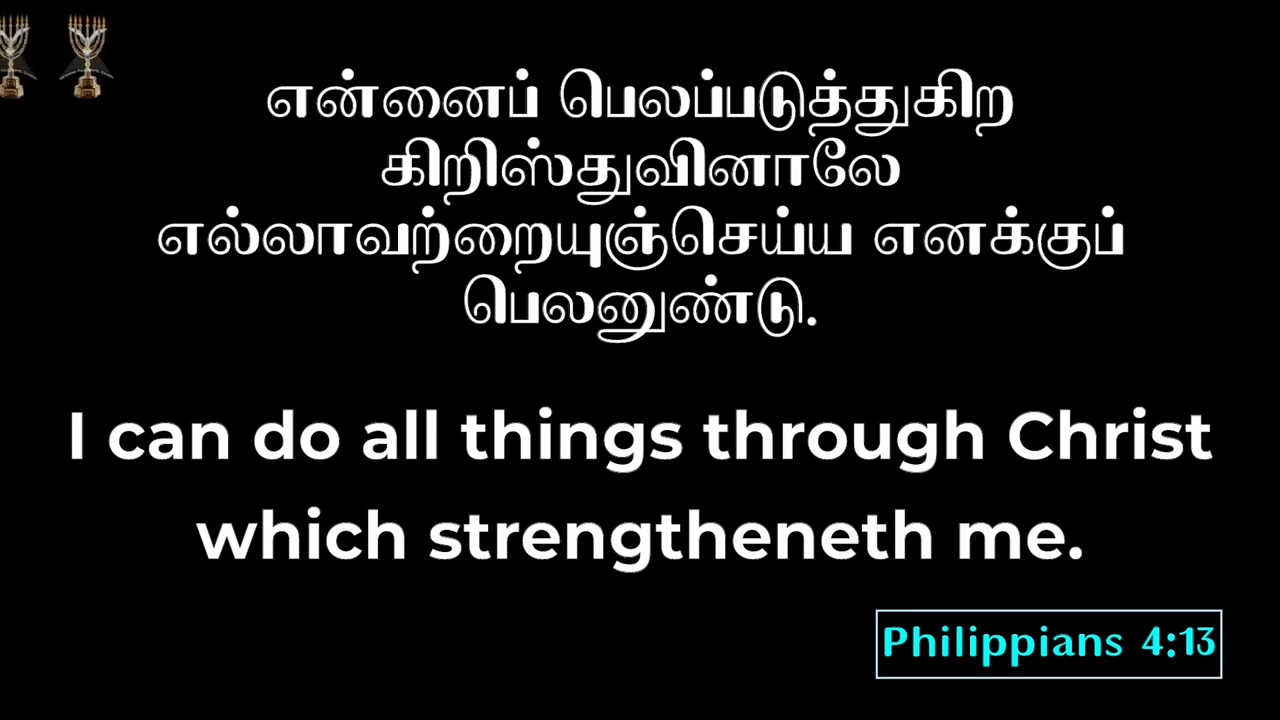 என்னைப் பெலப்படுத்துகிற
கிறிஸ்துவினாலே
எல்லாவற்றையுஞ்செய்ய எனக்குப்
பெலனுண்டு.
I can do all things through Christ
which strengtheneth me.
Philippians 4:13